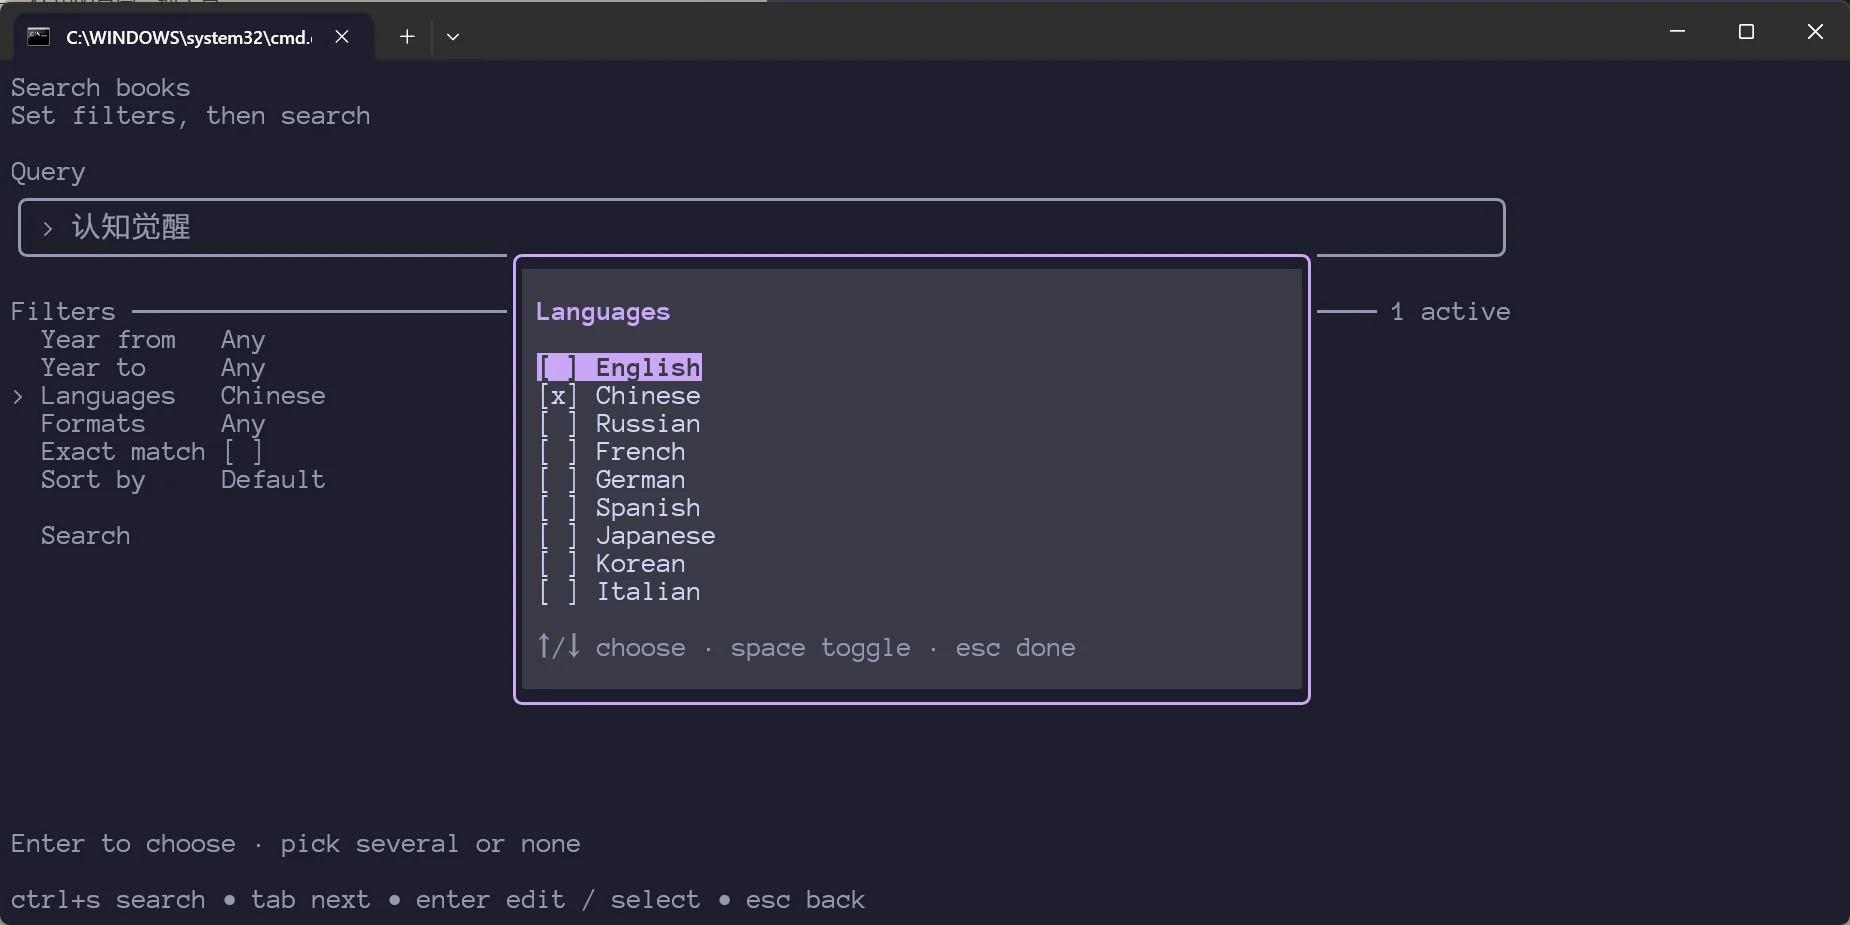 C:\WINDOWS\system32\cmd.
Search books
Set filters, then search
Query
> 认知觉醒
Filters 1 active
Year from Any
Year to Any
> Languages Chinese
Formats Any
Exact match [ ]
Sort by Default
Search
Languages
[ ] English
[x] Chinese
[ ] Russian
[ ] French
[ ] German
[ ] Spanish
[ ] Japanese
[ ] Korean
[ ] Italian
↑/↓ choose · space toggle · esc done
Enter to choose · pick several or none
ctrl+s search • tab next • enter edit / select • esc back